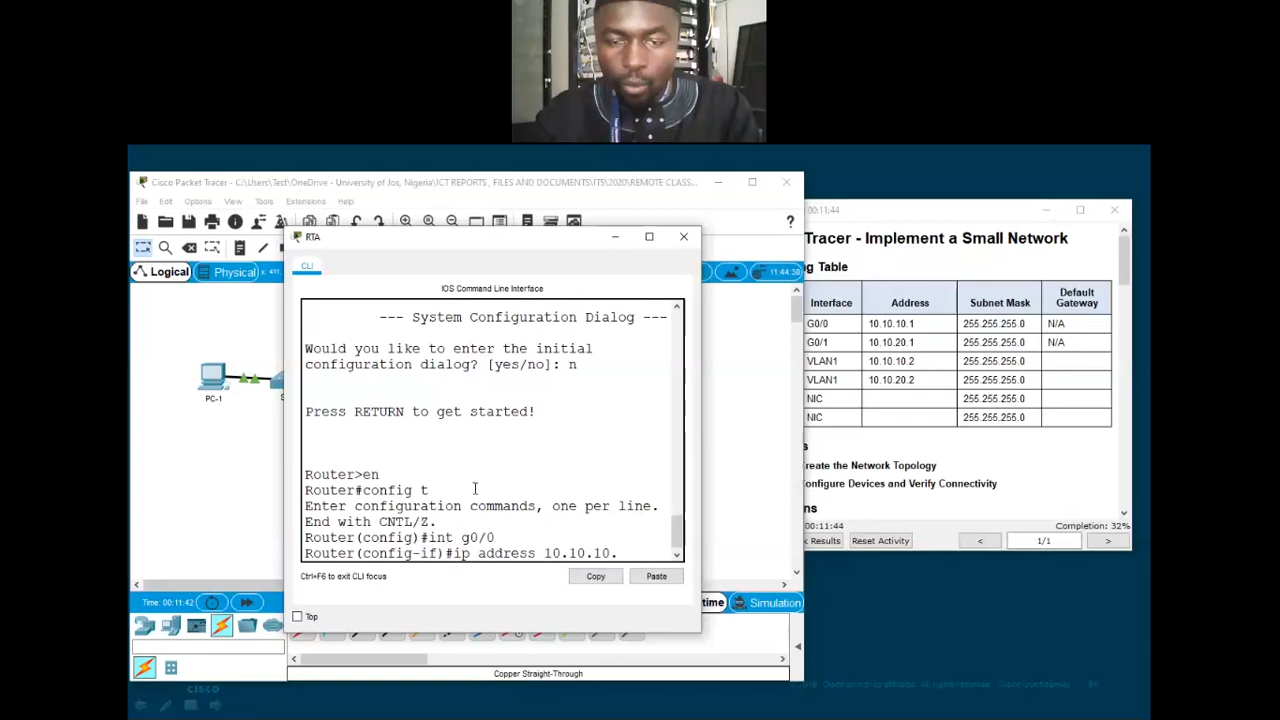 Cisco Packet Tracer - C:\Users\Test\OneDrive - University of Jos, Nigeria\ICT REPORTS , FILES AND DOCUMENTS\ITS\2020\REMOTE CLASS...
File Edit Options View Tools Extensions Help
Logical Physical x: 411,
11:44:30
PC-1
RTA
CLI
IOS Command Line Interface
--- System Configuration Dialog ---
Would you like to enter the initial
configuration dialog? [yes/no]: n
Press RETURN to get started!
Router>en
Router#config t
Enter configuration commands, one per line.
End with CNTL/Z.
Router(config)#int g0/0
Router(config-if)#ip address 10.10.10.
Ctrl+F6 to exit CLI focus
Copy Paste
Top
Time: 00:11:42
time Simulation
Copper Straight-Through
00:11:44
Tracer - Implement a Small Network
g Table
Interface Address Subnet Mask Default Gateway
G0/0 10.10.10.1 255.255.255.0 N/A
G0/1 10.10.20.1 255.255.255.0 N/A
VLAN1 10.10.10.2 255.255.255.0
VLAN1 10.10.20.2 255.255.255.0
NIC 255.255.255.0
NIC 255.255.255.0
s
reate the Network Topology
onfigure Devices and Verify Connectivity
ns
00:11:44 Completion: 32%
k Results Reset Activity < 1/1 >
CISCO